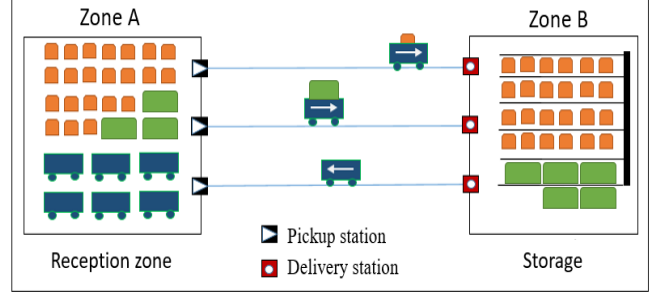 Zone A
Zone B
Pickup station
Delivery station
Reception zone
Storage